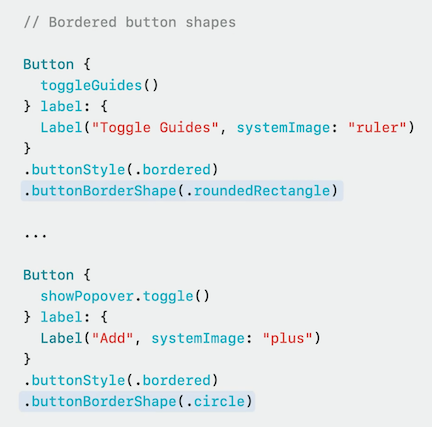 // Bordered button shapes
Button {
toggleGuides()
} label: {
Label("Toggle Guides", systemImage: "ruler")
}
.buttonStyle(.bordered)
.buttonBorderShape(.roundedRectangle)
...
Button {
showPopover.toggle()
} label: {
Label("Add", systemImage: "plus")
}
.buttonStyle(.bordered)
.buttonBorderShape(.circle)